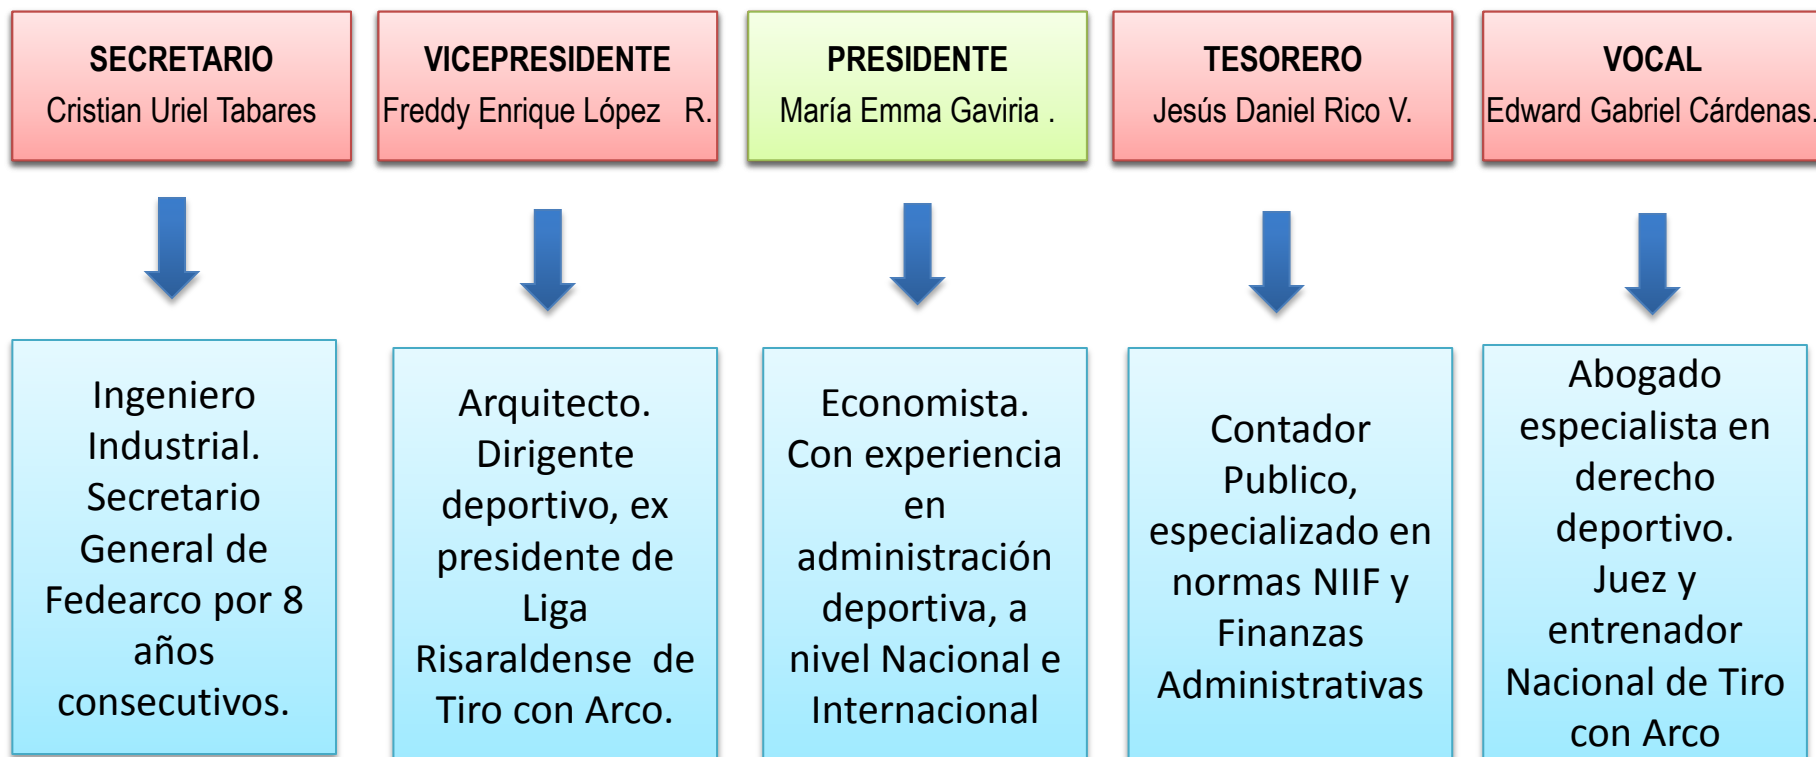 SECRETARIO
Cristian Uriel Tabares
VICEPRESIDENTE
Freddy Enrique López R.
PRESIDENTE
María Emma Gaviria .
TESORERO
Jesús Daniel Rico V.
VOCAL
Edward Gabriel Cárdenas.
Ingeniero
Industrial.
Secretario
General de
Fedearco por 8
años
consecutivos.
Arquitecto.
Dirigente
deportivo, ex
presidente de
Liga
Risaraldense de
Tiro con Arco.
Economista.
Con experiencia
en
administración
deportiva, a
nivel Nacional e
Internacional
Contador
Publico,
especializado en
normas NIIF y
Finanzas
Administrativas
Abogado
especialista en
derecho
deportivo.
Juez y
entrenador
Nacional de Tiro
con Arco